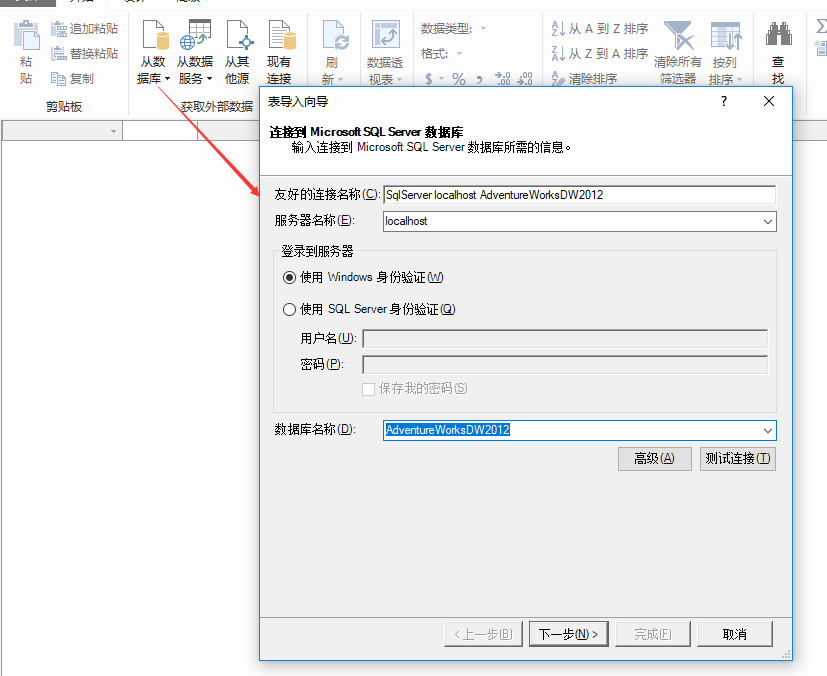 追加粘贴
替换粘贴
复制
粘
贴
剪贴板
从数
据库
从数据
服务
从其
他源
现有
连接
获取外部数据
刷
新
数据透
视表
数据类型:
格式:
$ % , .00 .00
从 A 到 Z 排序
从 Z 到 A 排序
清除排序
清除所有
筛选器
按列
排序
查
找
表导入向导
? ×
连接到 Microsoft SQL Server 数据库
输入连接到 Microsoft SQL Server 数据库所需的信息。
友好的连接名称(C): SqlServer localhost AdventureWorksDW2012
服务器名称(E): localhost
登录到服务器
使用 Windows 身份验证(W)
使用 SQL Server 身份验证(Q)
用户名(U):
密码(P):
保存我的密码(S)
数据库名称(D): AdventureWorksDW2012
高级(A) 测试连接(T)
< 上一步(B) 下一步(N) > 完成(F) 取消